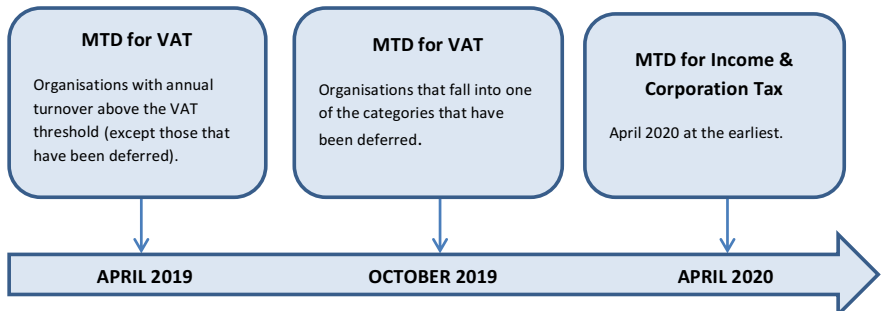 MTD for VAT
Organisations with annual
turnover above the VAT
threshold (except those that
have been deferred).
MTD for VAT
Organisations that fall into one
of the categories that have
been deferred.
MTD for Income &
Corporation Tax
April 2020 at the earliest.
APRIL 2019
OCTOBER 2019
APRIL 2020